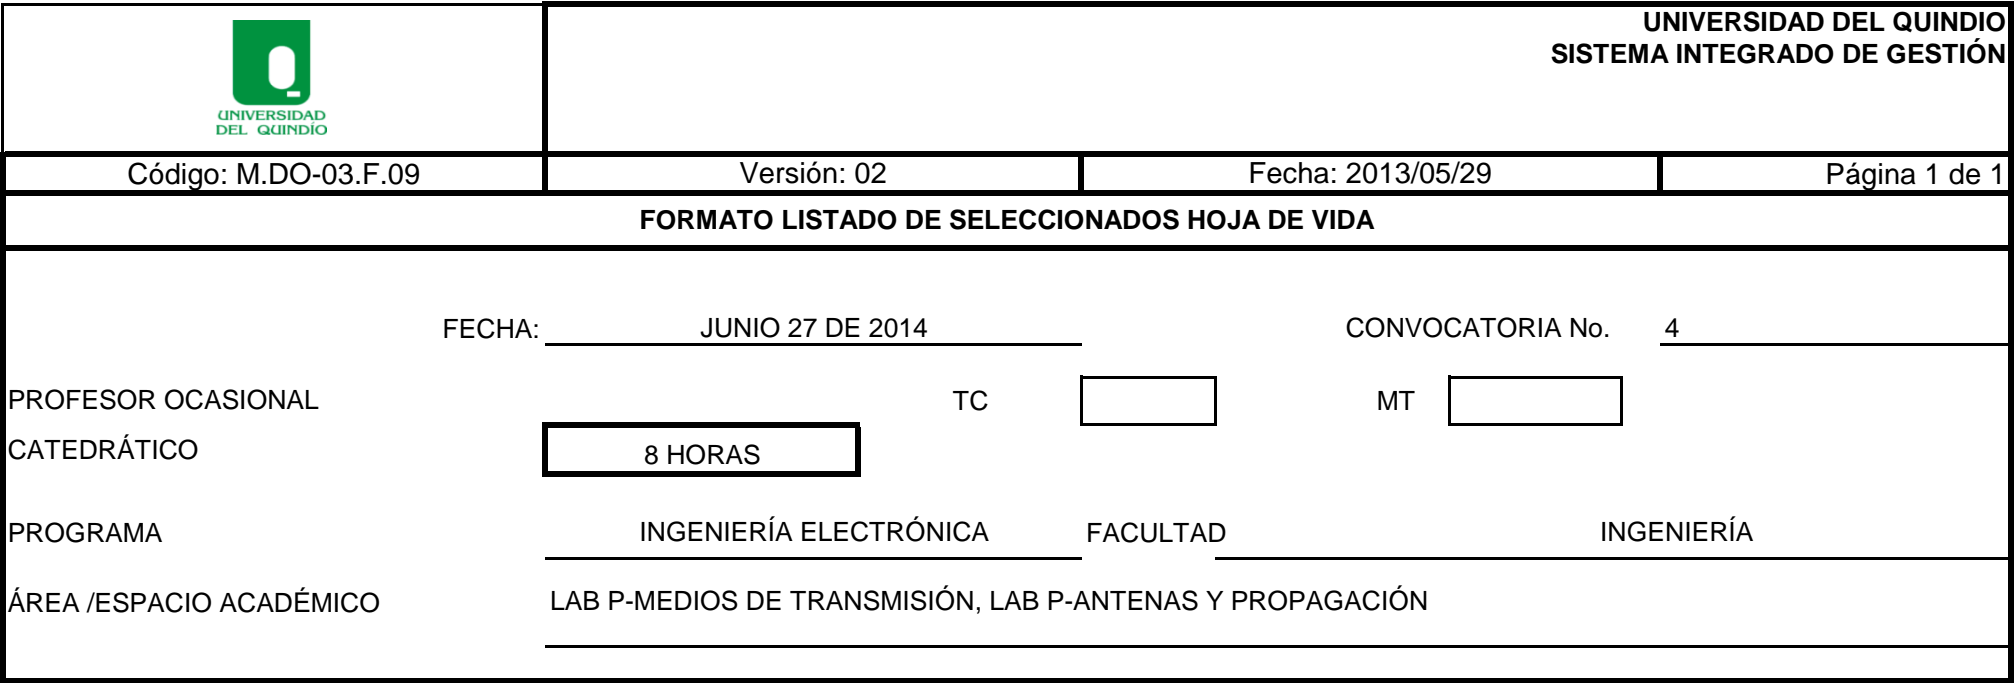 UNIVERSIDAD DEL QUINDIO
SISTEMA INTEGRADO DE GESTIÓN
UNIVERSIDAD
DEL QUINDÍO
Código: M.DO-03.F.09 Versión: 02 Fecha: 2013/05/29 Página 1 de 1
FORMATO LISTADO DE SELECCIONADOS HOJA DE VIDA
FECHA: JUNIO 27 DE 2014 CONVOCATORIA No. 4
PROFESOR OCASIONAL TC MT
CATEDRÁTICO 8 HORAS
PROGRAMA INGENIERÍA ELECTRÓNICA FACULTAD INGENIERÍA
ÁREA /ESPACIO ACADÉMICO LAB P-MEDIOS DE TRANSMISIÓN, LAB P-ANTENAS Y PROPAGACIÓN